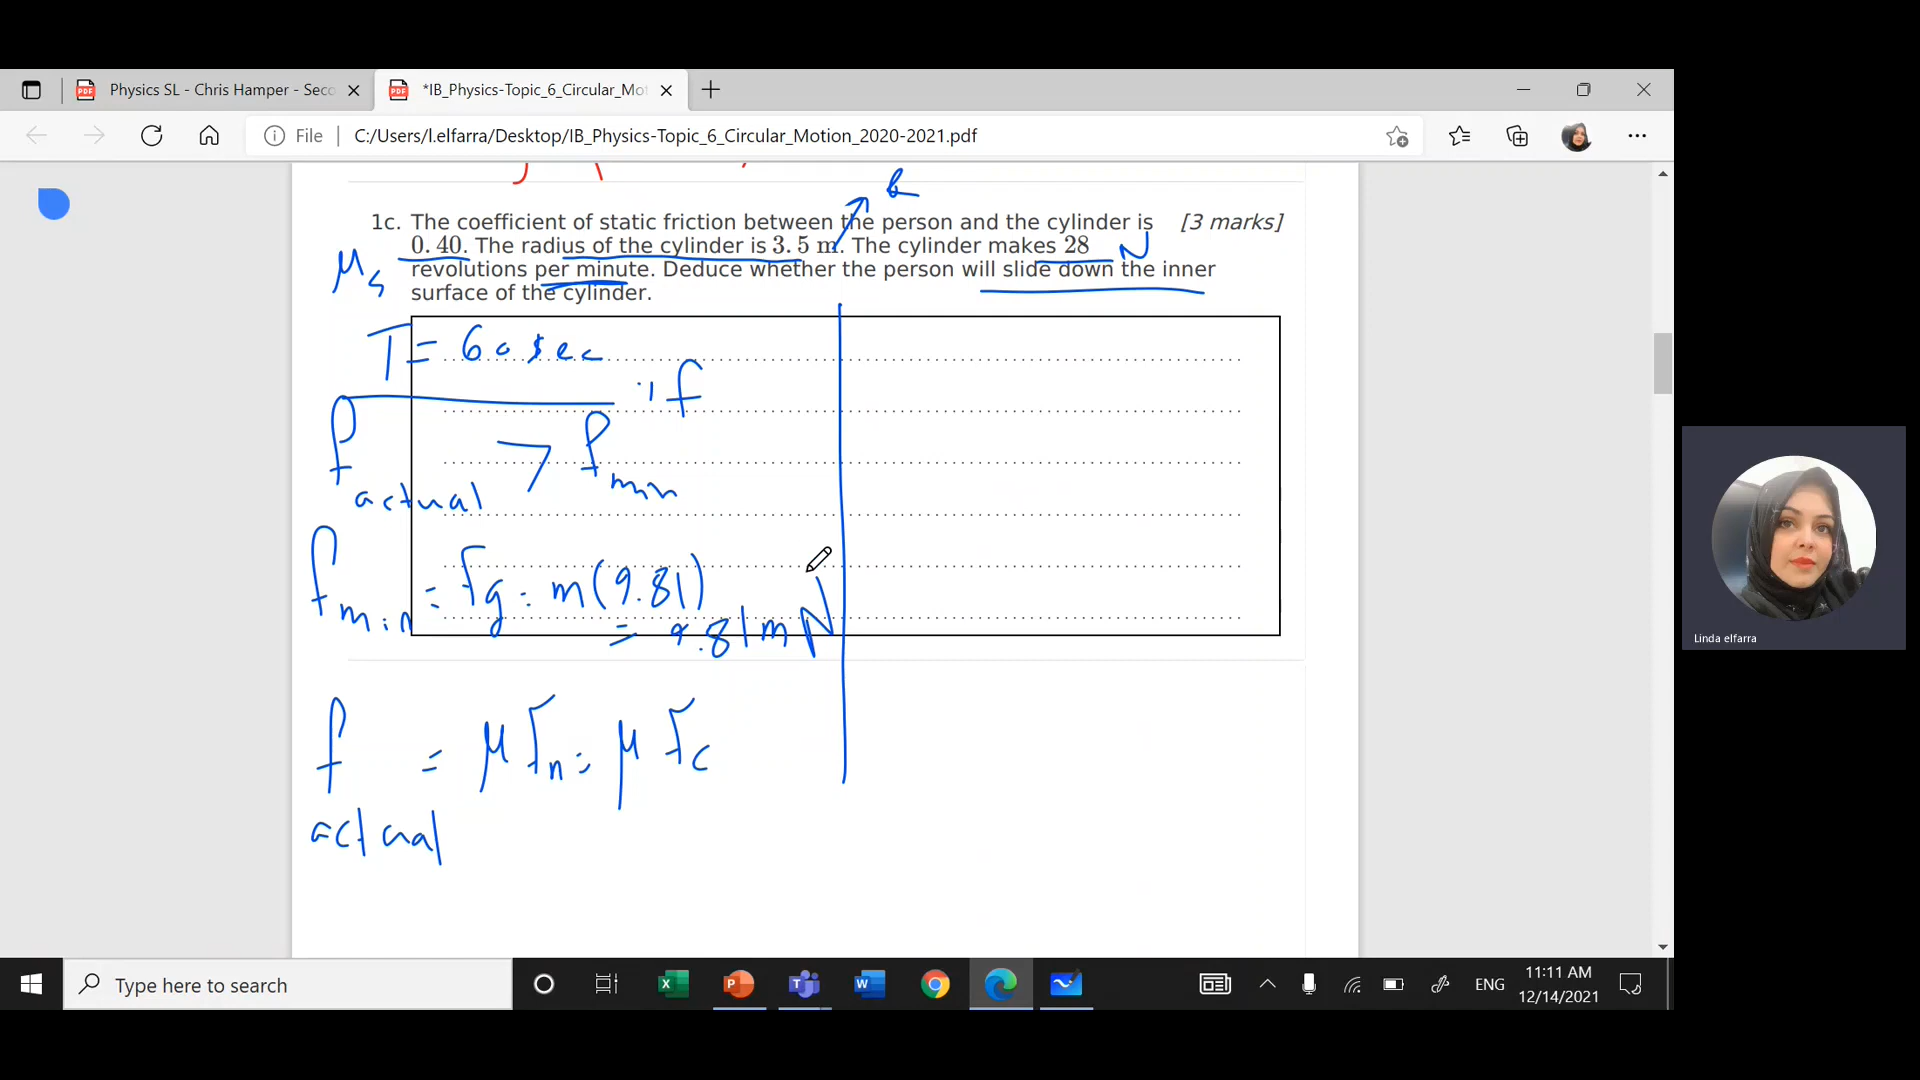 Physics SL - Chris Hamper - Seco
*IB_Physics-Topic_6_Circular_Mot
File
C:/Users/l.elfarra/Desktop/IB_Physics-Topic_6_Circular_Motion_2020-2021.pdf
1c. The coefficient of static friction between the person and the cylinder is [3 marks]
0.40. The radius of the cylinder is 3.5 m. The cylinder makes 28 N
revolutions per minute. Deduce whether the person will slide down the inner
surface of the cylinder.
μs
T = 60 sec
if
f actual > f min
f min = Fg = m(9.81)
= 9.81m N
f actual = μ Fn = μ Fc
Linda elfarra
Type here to search
ENG
11:11 AM
12/14/2021